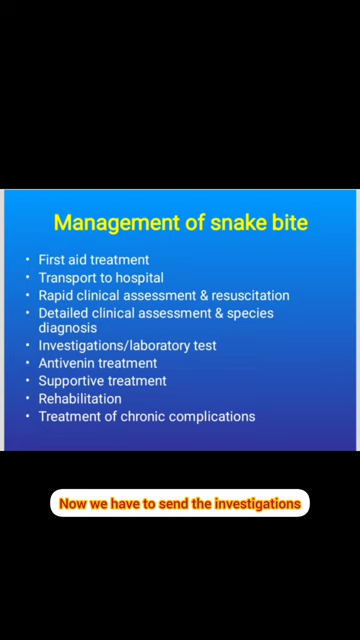 Management of snake bite
• First aid treatment
• Transport to hospital
• Rapid clinical assessment & resuscitation
• Detailed clinical assessment & species
diagnosis
• Investigations/laboratory test
• Antivenin treatment
• Supportive treatment
• Rehabilitation
• Treatment of chronic complications
Now we have to send the investigations